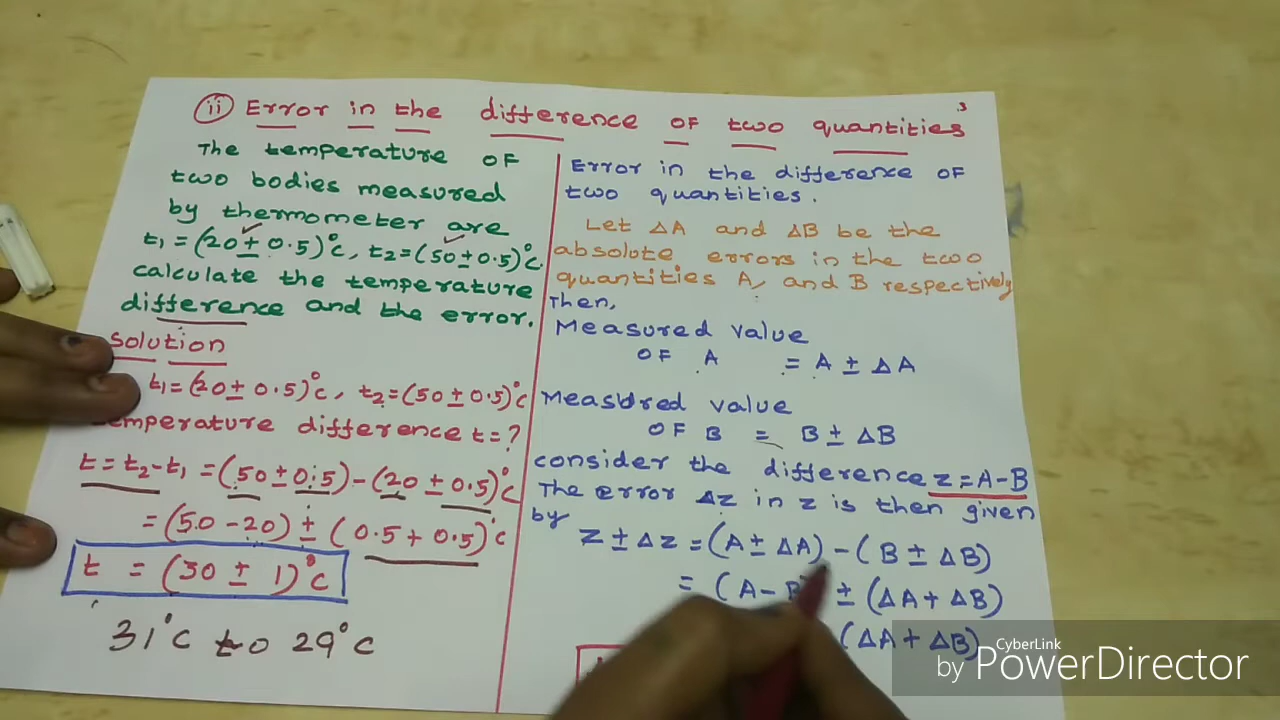 3
ii Error in the difference of two quantities
The temperature of
two bodies measured
by thermometer are
t₁ = (20 ± 0.5)°c, t₂ = (50 ± 0.5)°c.
calculate the temperature
difference and the error.
solution
t₁ = (20 ± 0.5)°c, t₂ = (50 ± 0.5)°c
temperature difference t = ?
t = t₂ - t₁ = (50 ± 0.5) - (20 ± 0.5)°c
= (50 - 20) ± (0.5 + 0.5)°c
t = (30 ± 1)°c
31°c to 29°c
Error in the difference of
two quantities.
Let ΔA and ΔB be the
absolute errors in the two
quantities A, and B respectively
Then,
Measured value
of A = A ± ΔA
Measured value
of B = B ± ΔB
consider the difference z = A - B
The error Δz in z is then given
by
z ± Δz = (A ± ΔA) - (B ± ΔB)
= (A - B) ± (ΔA + ΔB)
(ΔA + ΔB)
CyberLink
by PowerDirector